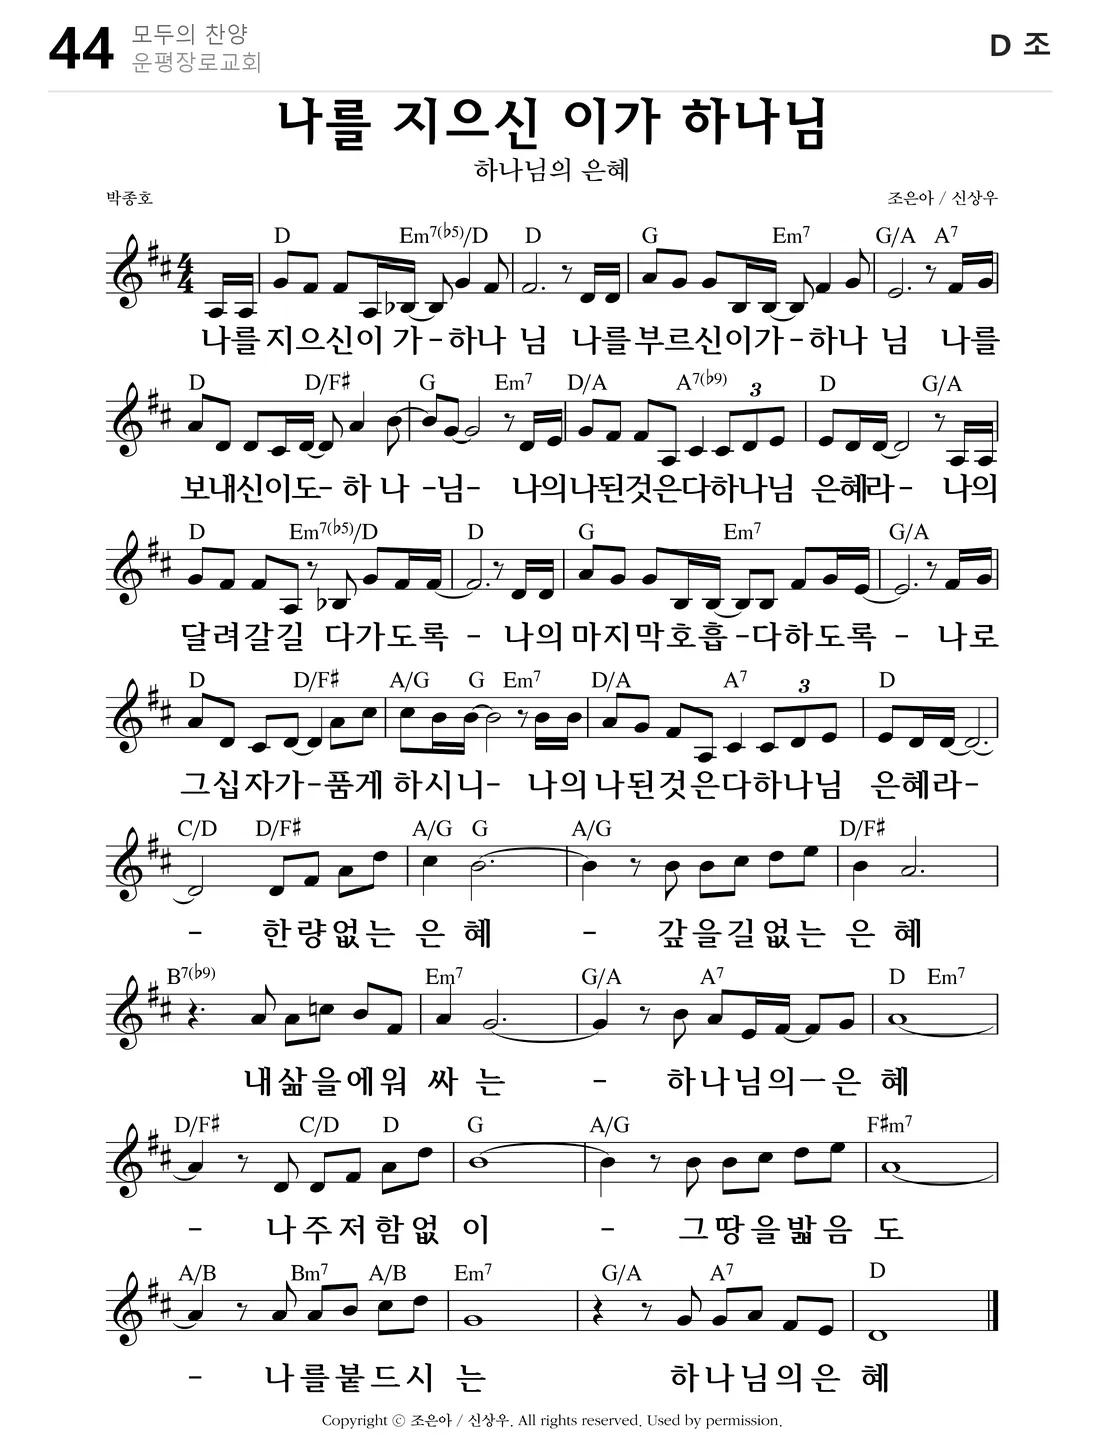 44 모두의 찬양
운평장로교회
D 조
나를 지으신 이가 하나님
하나님의 은혜
박종호 조은아 / 신상우
D Em7(♭5)/D D G Em7 G/A A7
나를 지으신이 가-하나 님 나를부르신이가-하나 님 나를
D D/F♯ G Em7 D/A A7(♭9) 3 D G/A
보내신이도- 하 나 -님- 나의나된것은다하나님 은혜라- 나의
D Em7(♭5)/D D G Em7 G/A
달려갈길 다가도록 - 나의마지막호흡-다하도록 - 나로
D D/F♯ A/G G Em7 D/A A7 3 D
그십자가-품게 하시니- 나의나된것은다하나님 은혜라-
C/D D/F♯ A/G G A/G D/F♯
- 한량없는 은 혜 - 갚을길없는 은 혜
B7(♭9) Em7 G/A A7 D Em7
내삶을에워 싸 는 - 하나님의ー은 혜
D/F♯ C/D D G A/G F♯m7
- 나주저함없 이 - 그땅을밟음 도
A/B Bm7 A/B Em7 G/A A7 D
- 나를붙드시 는 하나님의은 혜
Copyright ⓒ 조은아 / 신상우. All rights reserved. Used by permission.